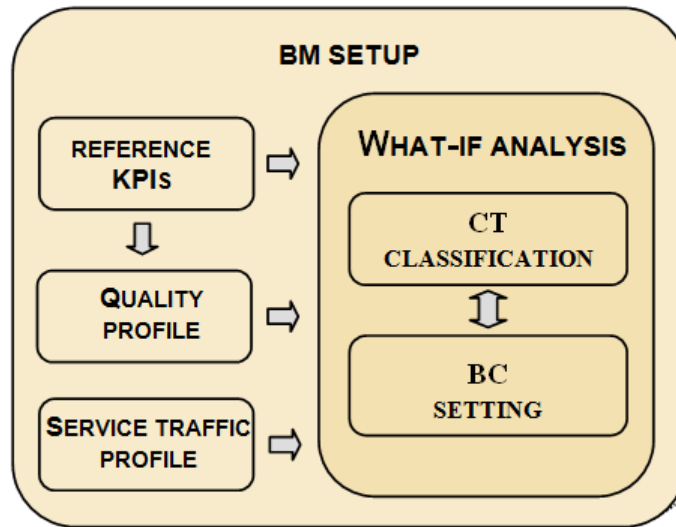 BM SETUP
REFERENCE
KPIs
QUALITY
PROFILE
SERVICE TRAFFIC
PROFILE
WHAT-IF ANALYSIS
CT
CLASSIFICATION
BC
SETTING